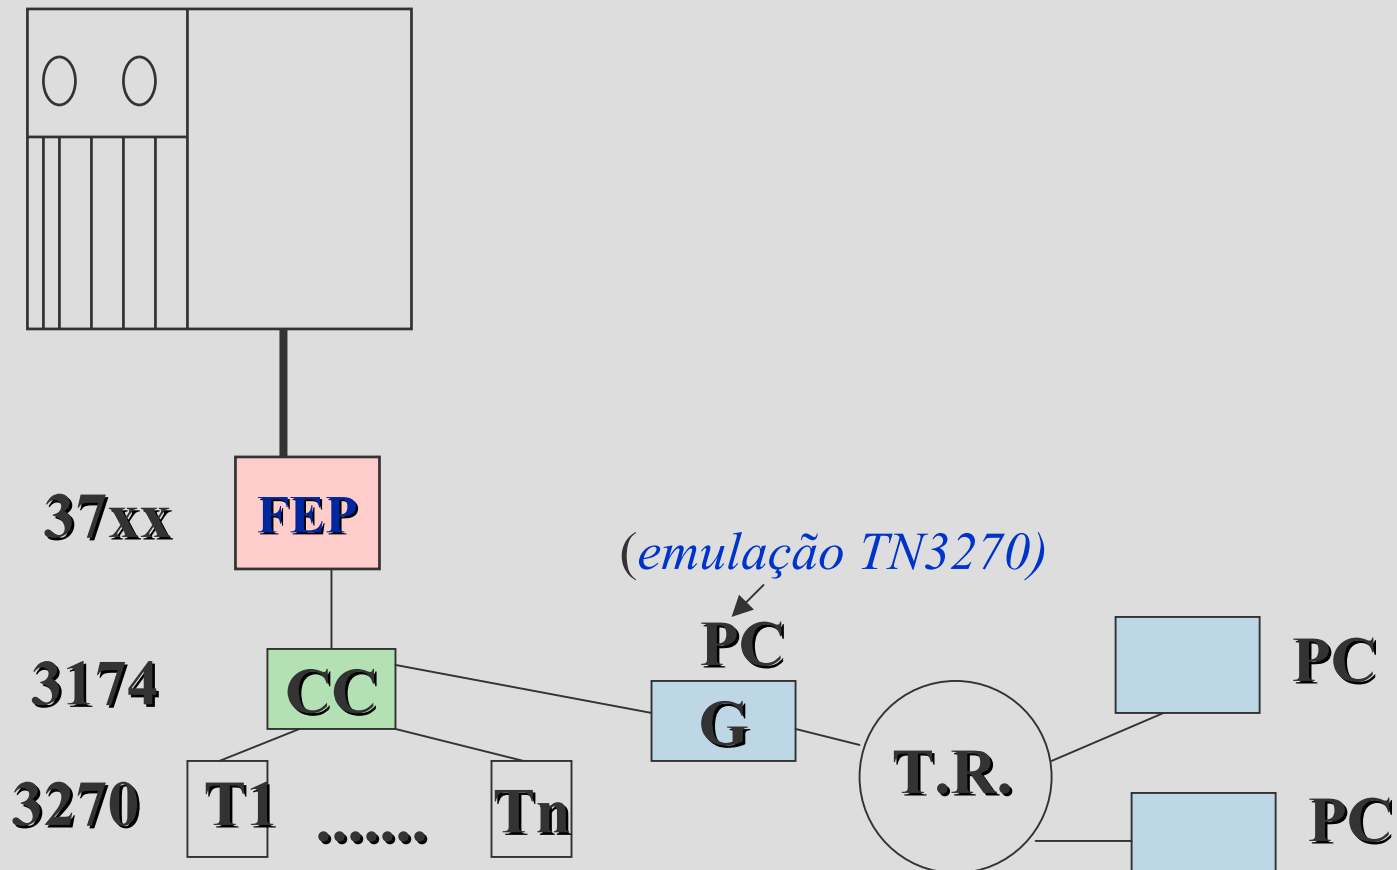 37xx
FEP
(emulação TN3270)
PC
3174
CC
G
PC
T.R.
3270
T1
.......
Tn
PC